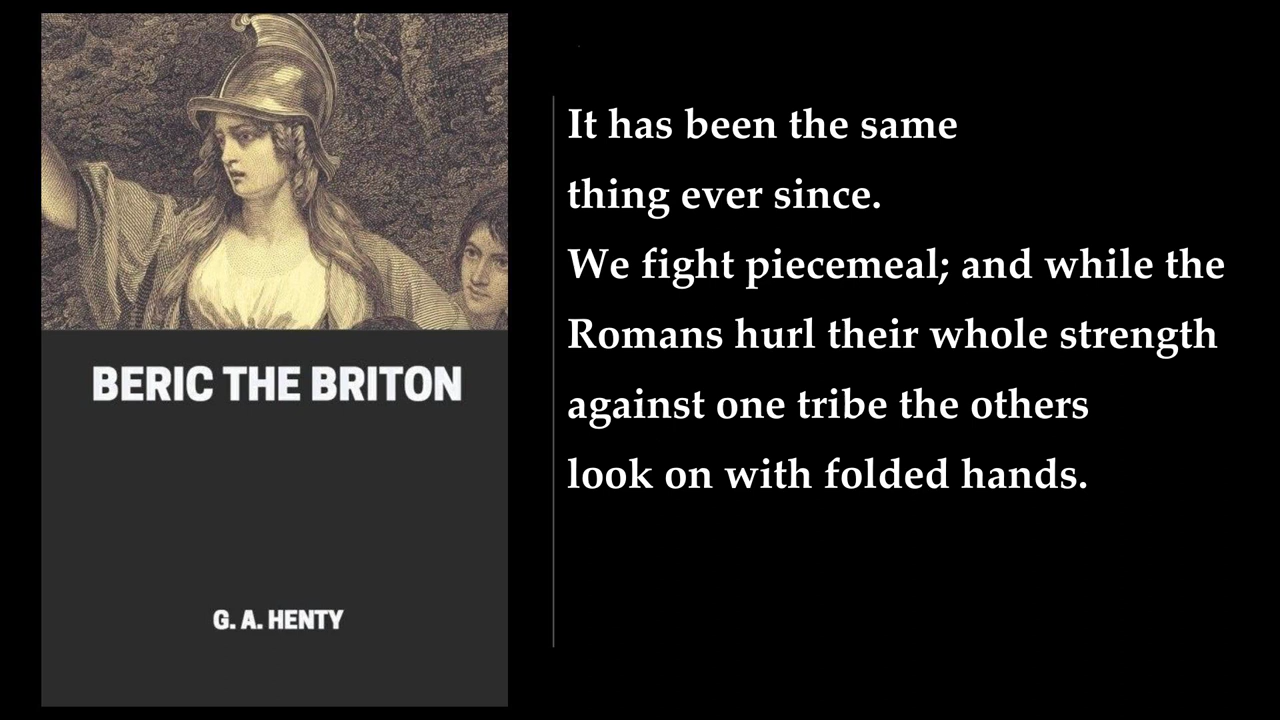 BERIC THE BRITON
G. A. HENTY
It has been the same
thing ever since.
We fight piecemeal; and while the
Romans hurl their whole strength
against one tribe the others
look on with folded hands.